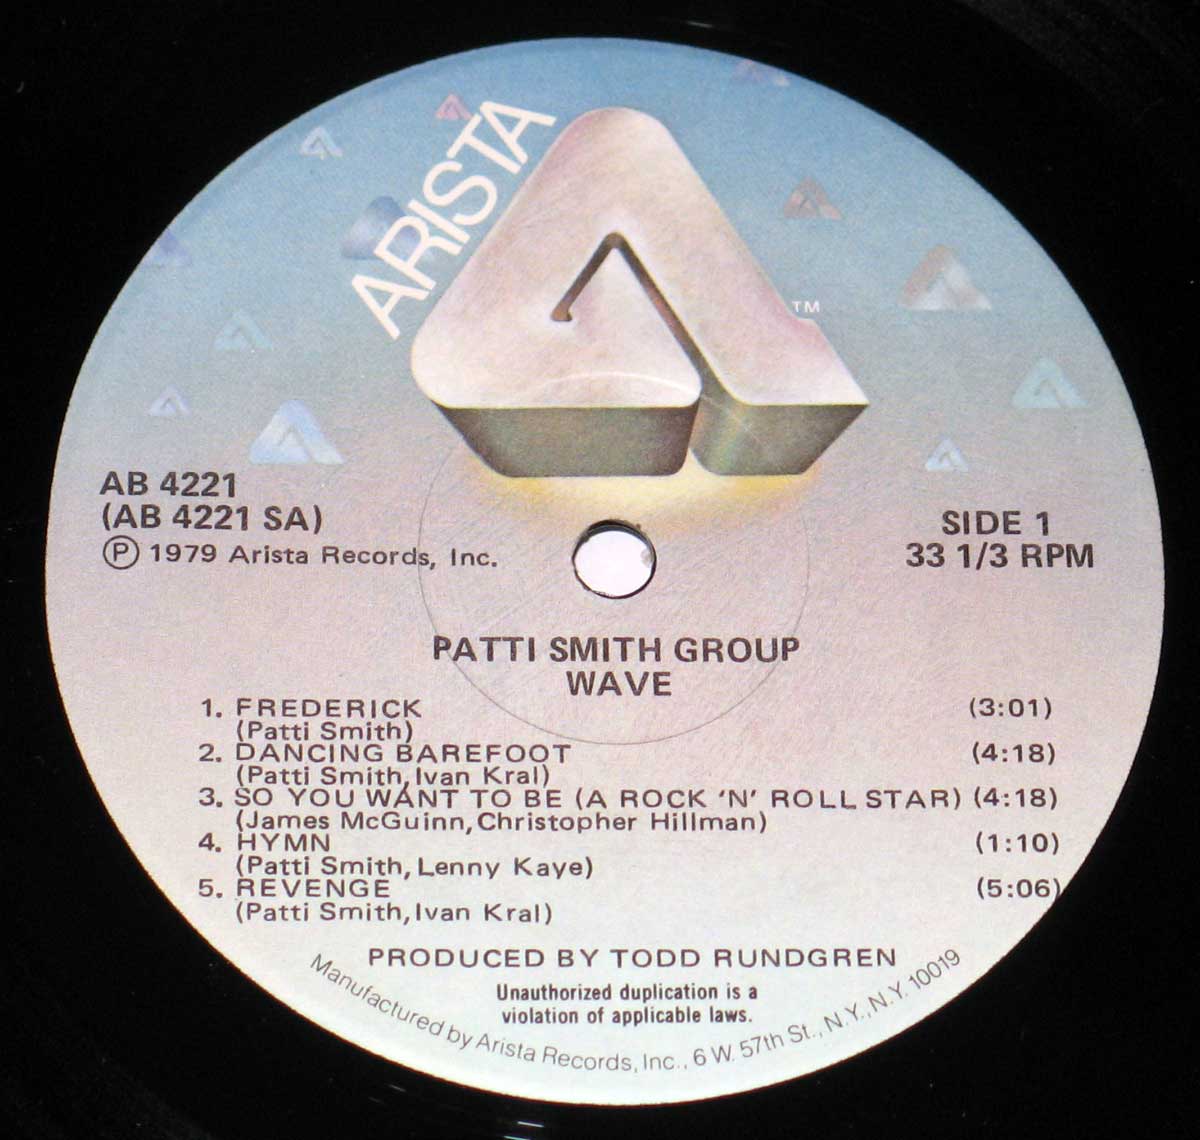 ARISTA
TM
AB 4221
(AB 4221 SA)
Ⓟ 1979 Arista Records, Inc.
SIDE 1
33 1/3 RPM
PATTI SMITH GROUP
WAVE
1. FREDERICK (3:01)
(Patti Smith)
2. DANCING BAREFOOT (4:18)
(Patti Smith, Ivan Kral)
3. SO YOU WANT TO BE (A ROCK 'N' ROLL STAR) (4:18)
(James McGuinn, Christopher Hillman)
4. HYMN (1:10)
(Patti Smith, Lenny Kaye)
5. REVENGE (5:06)
(Patti Smith, Ivan Kral)
PRODUCED BY TODD RUNDGREN
Unauthorized duplication is a
violation of applicable laws.
Manufactured by Arista Records, Inc., 6 W. 57th St., N.Y., N.Y. 10019